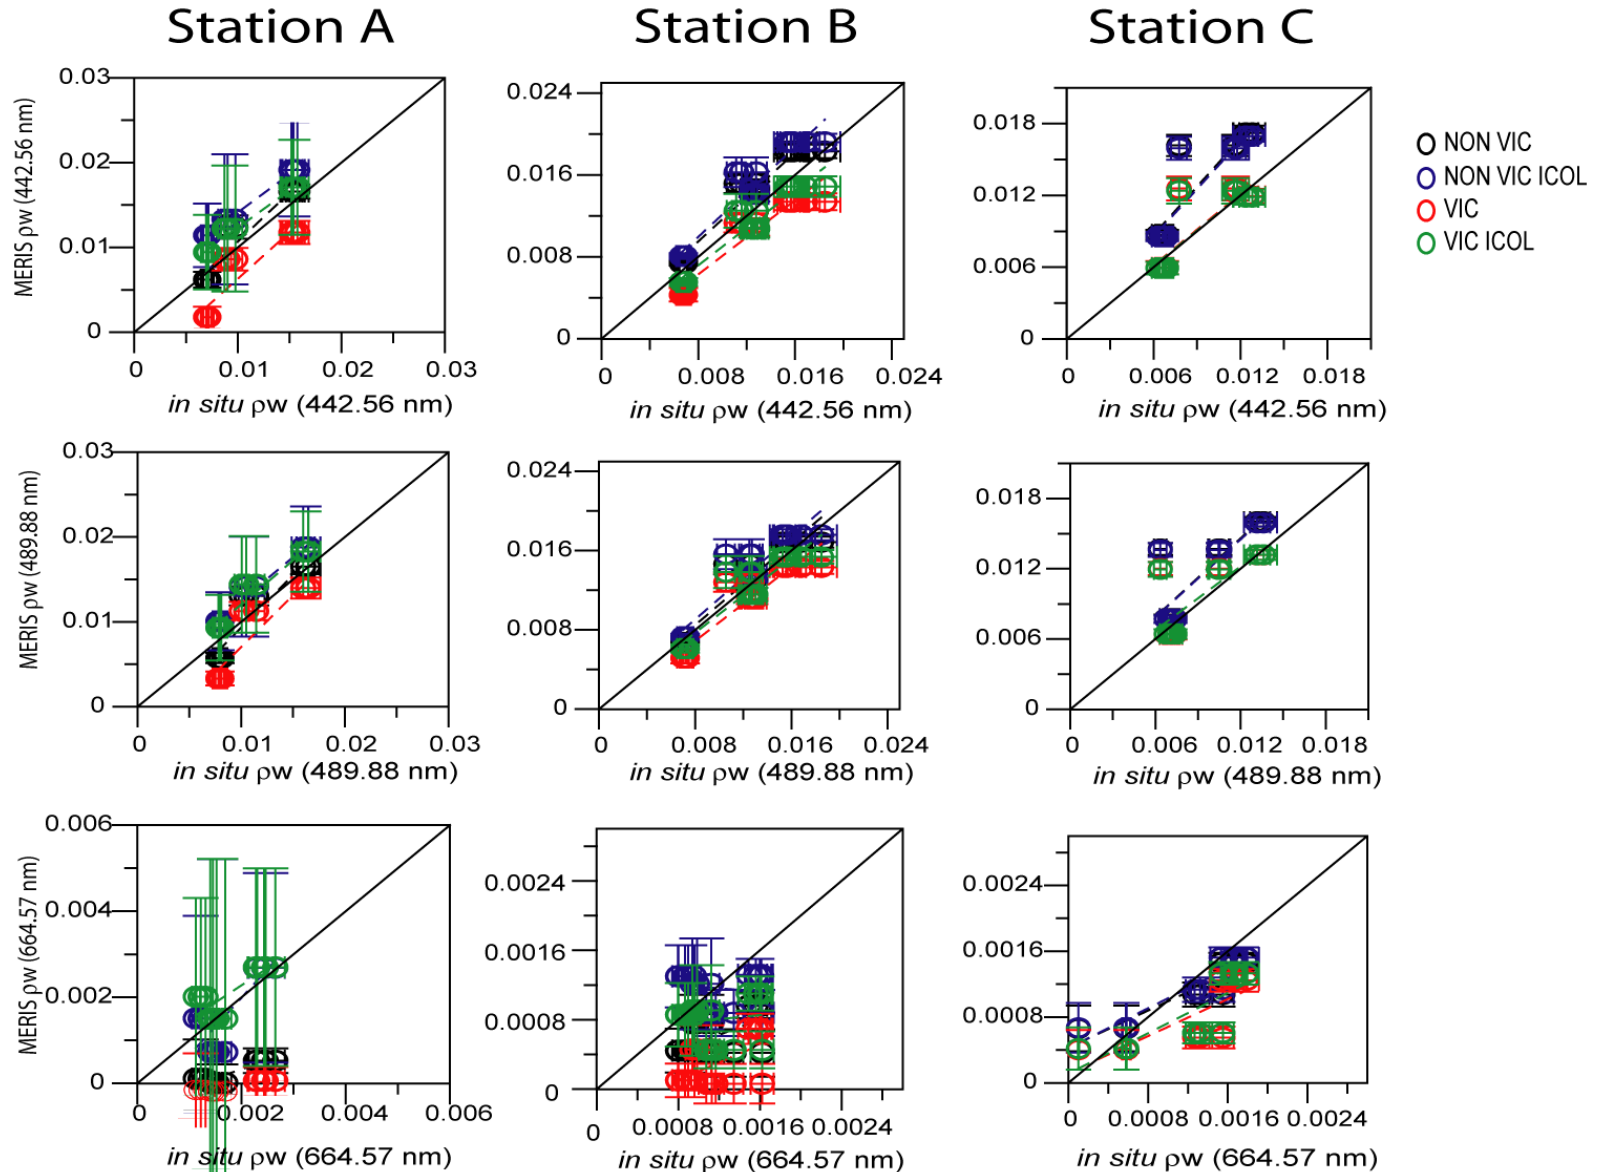 Station A Station B Station C
MERIS ρw (442.56 nm)
0.03
0.02
0.01
0
0 0.01 0.02 0.03
in situ ρw (442.56 nm)
0.024
0.016
0.008
0
0 0.008 0.016 0.024
in situ ρw (442.56 nm)
0.018
0.012
0.006
0
0 0.006 0.012 0.018
in situ ρw (442.56 nm)
NON VIC
NON VIC ICOL
VIC
VIC ICOL
MERIS ρw (489.88 nm)
0.03
0.02
0.01
0
0 0.01 0.02 0.03
in situ ρw (489.88 nm)
0.024
0.016
0.008
0
0 0.008 0.016 0.024
in situ ρw (489.88 nm)
0.018
0.012
0.006
0
0 0.006 0.012 0.018
in situ ρw (489.88 nm)
MERIS ρw (664.57 nm)
0.006
0.004
0.002
0
0 0.002 0.004 0.006
in situ ρw (664.57 nm)
0.0024
0.0016
0.0008
0
0 0.0008 0.0016 0.0024
in situ ρw (664.57 nm)
0.0024
0.0016
0.0008
0
0 0.0008 0.0016 0.0024
in situ ρw (664.57 nm)